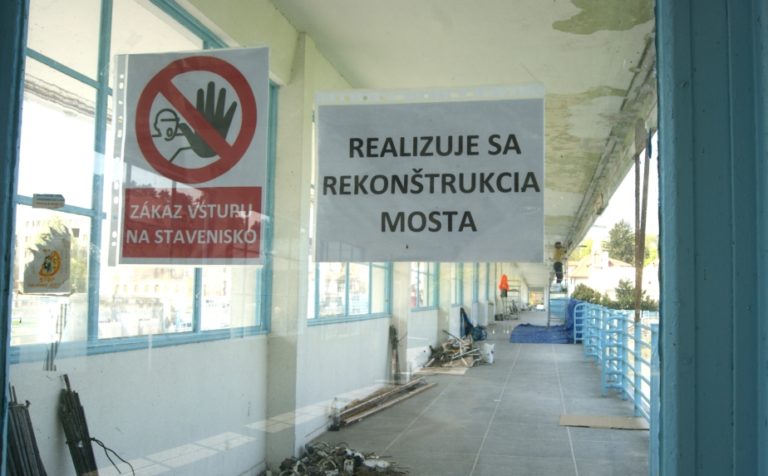 ZÁKAZ VSTUPU
NA STAVENISKO
REALIZUJE SA
REKONŠTRUKCIA
MOSTA